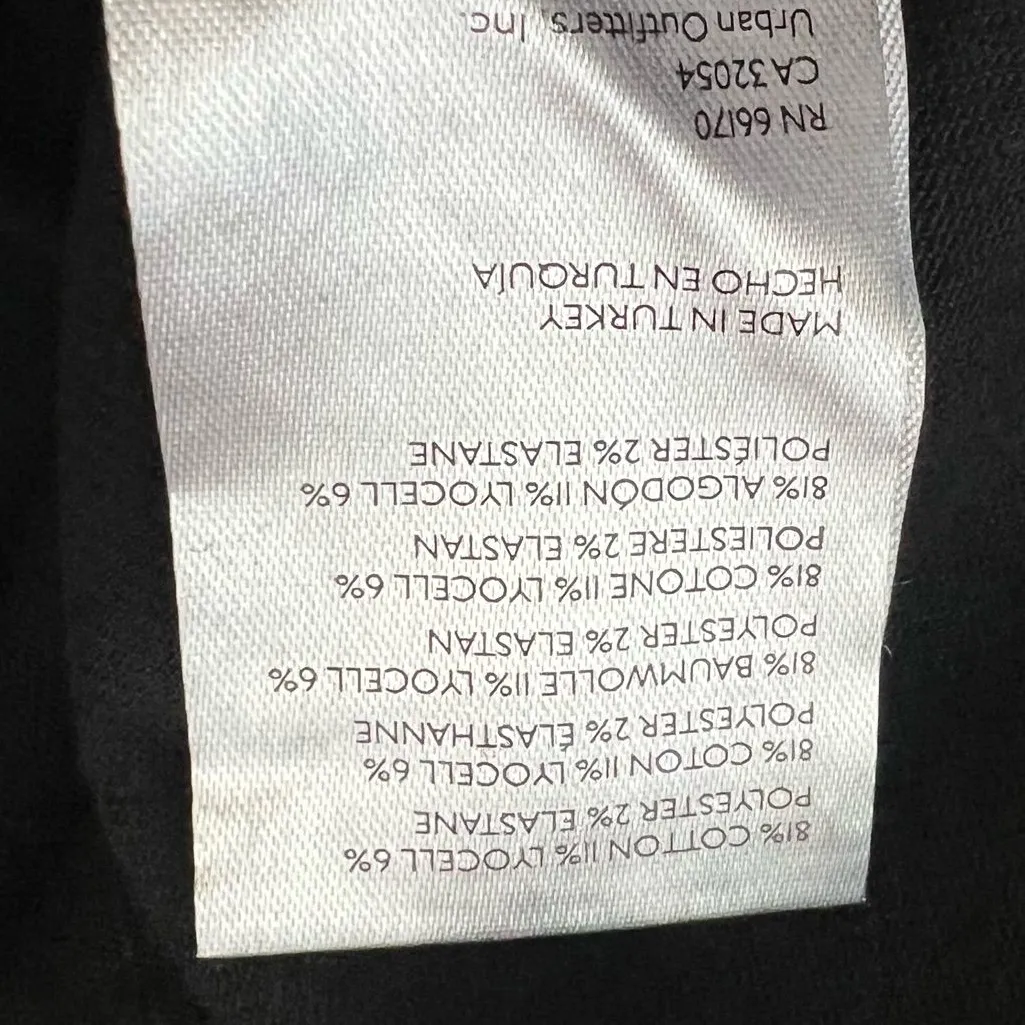 81% COTTON 11% LYOCELL 6%
POLYESTER 2% ELASTANE
81% COTON 11% LYOCELL 6%
POLYESTER 2% ÉLASTHANNE
81% BAUMWOLLE 11% LYOCELL 6%
POLYESTER 2% ELASTAN
81% COTONE 11% LYOCELL 6%
POLIESTERE 2% ELASTAN
81% ALGODÓN 11% LYOCELL 6%
POLIÉSTER 2% ELASTANE
MADE IN TURKEY
HECHO EN TURQUÍA
RN 66170
CA 32054
Urban Outfitters, Inc.